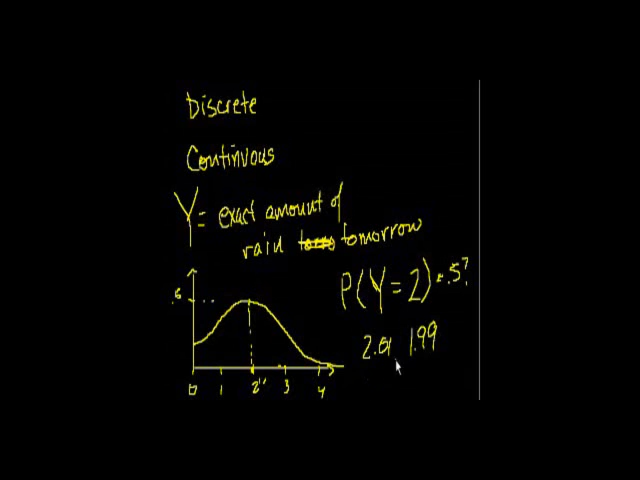 Discrete
Continuous
Y = exact amount of
rain tomorrow
P(Y = 2) = .5?
2.01 1.99
.5
0 1 2" 3 4